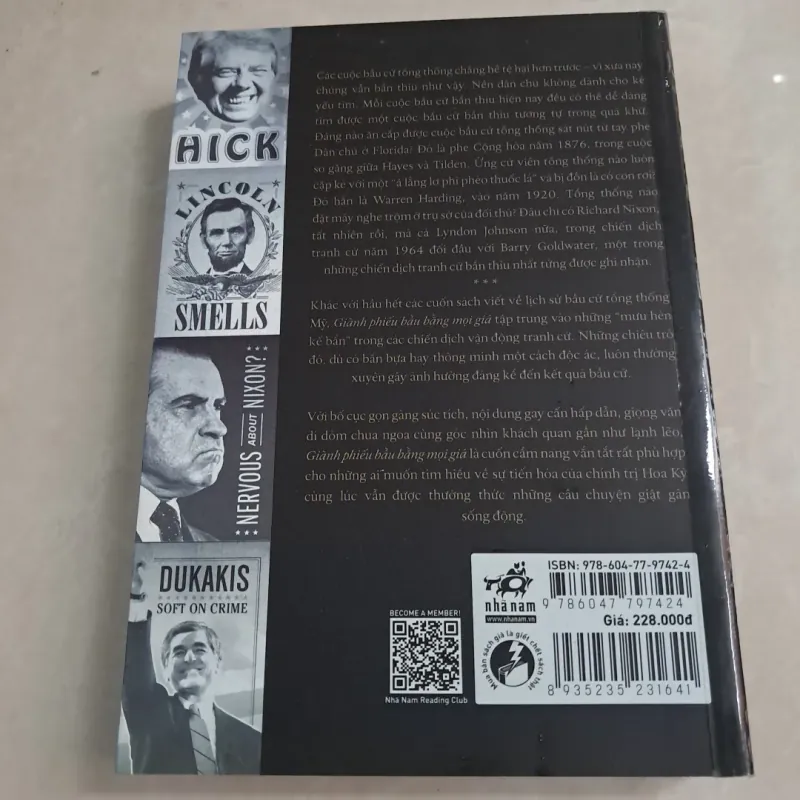 HICK
LINCOLN
SMELLS
NERVOUS ABOUT NIXON?
DUKAKIS
SOFT ON CRIME
Các cuộc bầu cử tổng thống chẳng hề tệ hại hơn trước – vì xưa nay
chúng vẫn bẩn thỉu như vậy. Nền dân chủ không dành cho kẻ
yếu tim. Mỗi cuộc bầu cử bẩn thỉu hiện nay đều có thể dễ dàng
tìm được một cuộc bầu cử bẩn thỉu tương tự trong quá khứ.
Đảng nào ăn cắp được cuộc bầu cử tổng thống sát nút từ tay phe
Dân chủ ở Florida? Đó là phe Cộng hòa năm 1876, trong cuộc
so găng giữa Hayes và Tilden. Ứng cử viên tổng thống nào luôn
cặp kè với một “ả lẳng lơ phì phèo thuốc lá” và bị đồn là có con rơi?
Đó hẳn là Warren Harding, vào năm 1920. Tổng thống nào
đặt máy nghe trộm ở trụ sở của đối thủ? Đâu chỉ có Richard Nixon,
tất nhiên rồi, mà cả Lyndon Johnson nữa, trong chiến dịch
tranh cử năm 1964 đối đầu với Barry Goldwater, một trong
những chiến dịch tranh cử bẩn thỉu nhất từng được ghi nhận.
***
Khác với hầu hết các cuốn sách viết về lịch sử bầu cử tổng thống
Mỹ, Giành phiếu bầu bằng mọi giá tập trung vào những “mưu hèn
kế bẩn” trong các chiến dịch vận động tranh cử. Những chiêu trò
đó, dù có bẩn bựa hay thông minh một cách độc ác, luôn thường
xuyên gây ảnh hưởng đáng kể đến kết quả bầu cử.
Với bố cục gọn gàng súc tích, nội dung gay cấn hấp dẫn, giọng văn
dí dỏm chua ngoa cùng góc nhìn khách quan gần như lạnh lẽo,
Giành phiếu bầu bằng mọi giá là cuốn cẩm nang vắn tắt rất phù hợp
cho những ai muốn tìm hiểu về sự tiến hóa của chính trị Hoa Kỳ
cùng lúc vẫn được thưởng thức những câu chuyện giật gân
sống động.
BECOME A MEMBER!
Nhã Nam Reading Club
nhã nam
www.nhanam.vn
ISBN: 978-604-77-9742-4
9 786047 797424
Giá: 228.000đ
Mua bán sách giả là giết chết sách thật
8 935235 231641